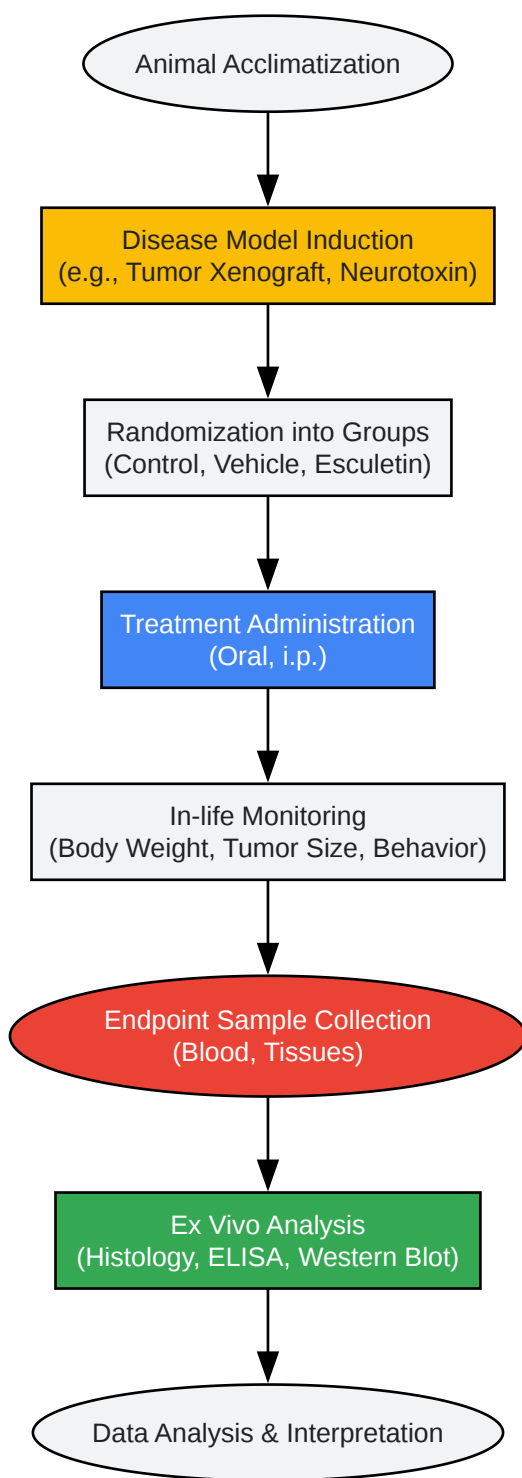 Animal Acclimatization
Disease Model Induction
(e.g., Tumor Xenograft, Neurotoxin)
Randomization into Groups
(Control, Vehicle, Esculetin)
Treatment Administration
(Oral, i.p.)
In-life Monitoring
(Body Weight, Tumor Size, Behavior)
Endpoint Sample Collection
(Blood, Tissues)
Ex Vivo Analysis
(Histology, ELISA, Western Blot)
Data Analysis & Interpretation